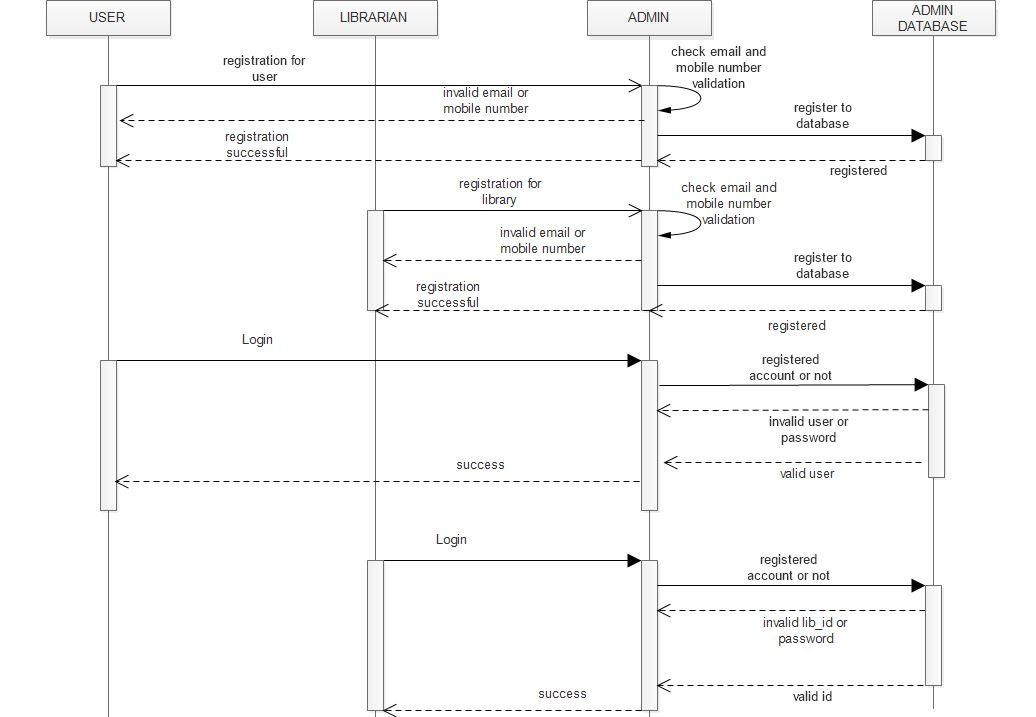 USER
LIBRARIAN
ADMIN
ADMIN
DATABASE
registration for
user
check email and
mobile number
validation
invalid email or
mobile number
register to
database
registration
successful
registered
registration for
library
check email and
mobile number
validation
invalid email or
mobile number
register to
database
registration
successful
registered
Login
registered
account or not
invalid user or
password
success
valid user
Login
registered
account or not
invalid lib_id or
password
success
valid id